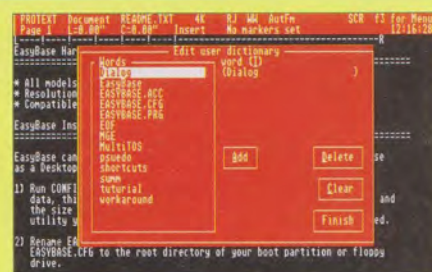 PROTEXT Document README.TXT 4K RJ WW AutFm SCR f3 for Menu
Page 1 L=0.00" C=0.00" Insert No markers set 12:16:20
EasyBase Har
Edit user dictionary
Words
word (1)
Dialog
(Dialog )
EasyBase
EASYBASE.ACC
EASYBASE.CFG
EASYBASE.PRG
EOF
MGE
MultiTOS
psuedo
shortcuts
summ
tuturial
workaround
Add
Delete
Clear
Finish
* All models
* Resolution
* Compatible
EasyBase Ins
EasyBase can se
as a Desktop
1) Run CONFI
data, thi and
the size
utility y ed.
2) Rename EA
EASYBASE.CFG to the root directory of your boot partition or floppy
drive.